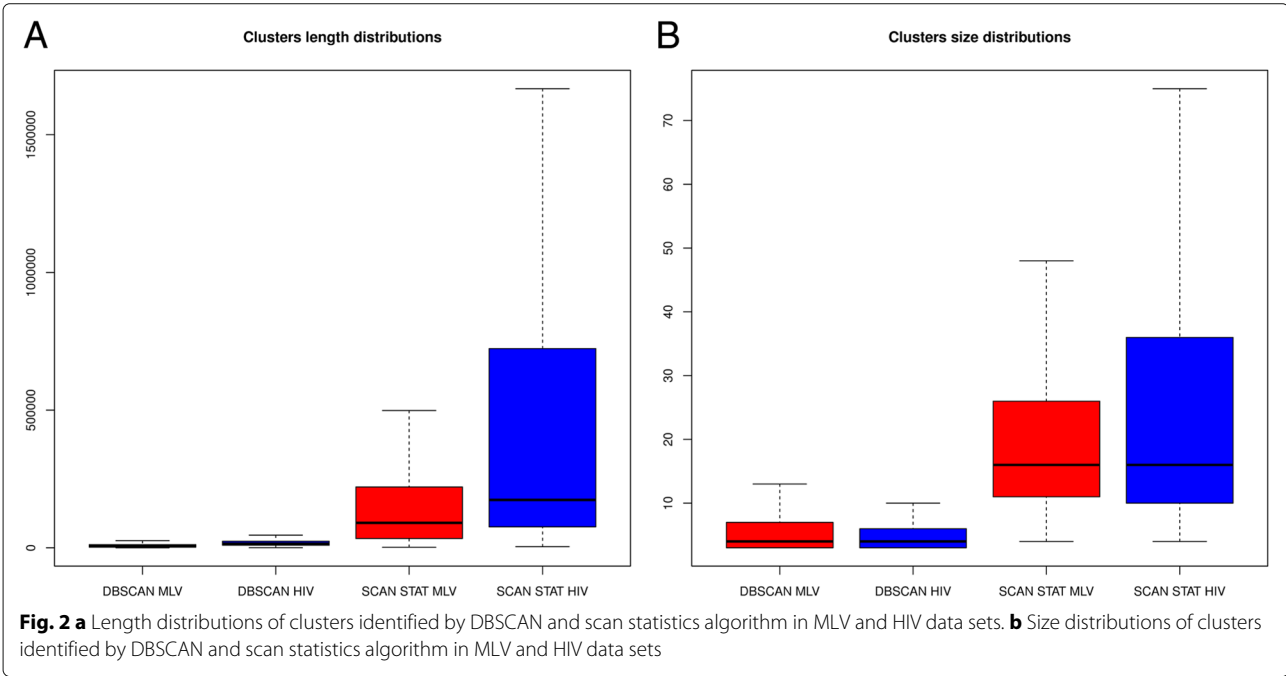 A
Clusters length distributions
1500000
1000000
500000
0
DBSCAN MLV
DBSCAN HIV
SCAN STAT MLV
SCAN STAT HIV
B
Clusters size distributions
70
60
50
40
30
20
10
DBSCAN MLV
DBSCAN HIV
SCAN STAT MLV
SCAN STAT HIV
Fig. 2 a Length distributions of clusters identified by DBSCAN and scan statistics algorithm in MLV and HIV data sets. b Size distributions of clusters
identified by DBSCAN and scan statistics algorithm in MLV and HIV data sets